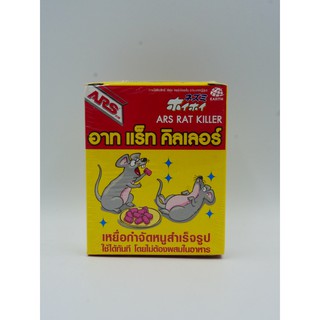 ARS
ネズミ
ホイホイ
EARTH
ARS RAT KILLER
อาท แร็ท คิลเลอร์
เหยื่อกำจัดหนูสำเร็จรูป
ใช้ได้ทันที โดยไม่ต้องผสมในอาหาร